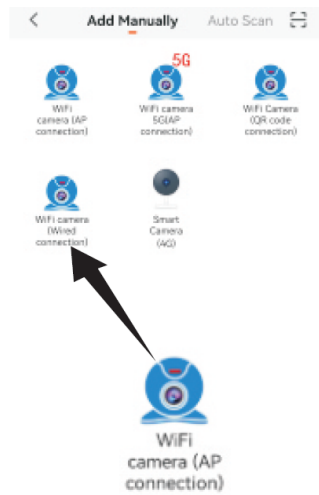 Add Manually Auto Scan
5G
WiFi camera (AP connection)
WiFi camera 5G(AP connection)
WiFi Camera (QR code connection)
WiFi camera (Wired connection)
Smart Camera (4G)
WiFi
camera (AP
connection)